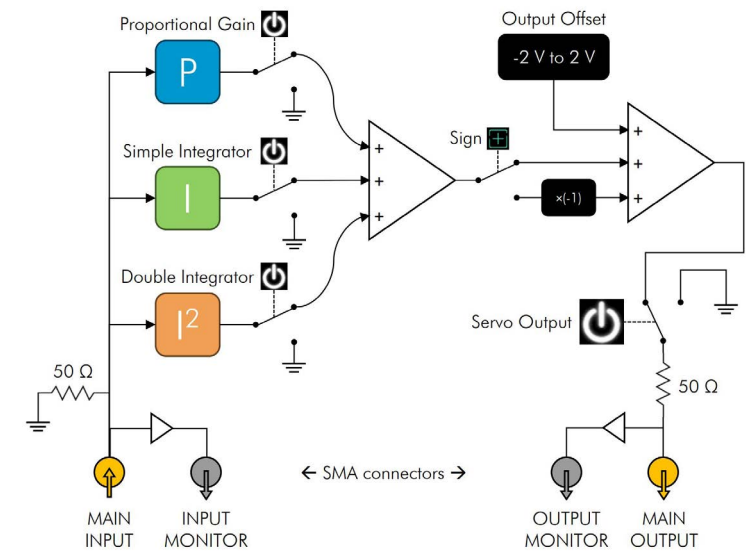 Proportional Gain
P
Simple Integrator
I
Double Integrator
I²
50 Ω
MAIN
INPUT
INPUT
MONITOR
← SMA connectors →
+
+
+
Sign
+
Output Offset
-2 V to 2 V
×(-1)
+
+
+
Servo Output
50 Ω
OUTPUT
MONITOR
MAIN
OUTPUT